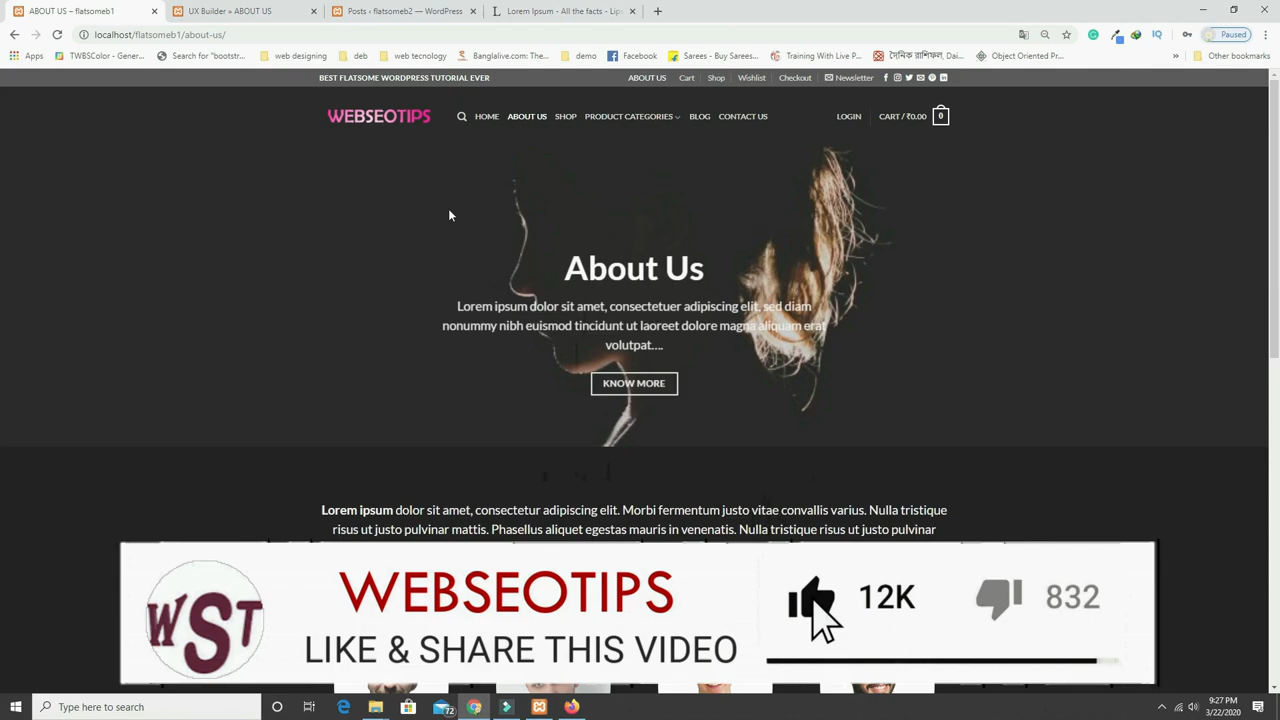 ABOUT US – flatsomeb1
UX Builder » ABOUT US
Posts ‹ flatsomeb2 — WordPress
Lorem Ipsum - All the facts - Lips
localhost/flatsomeb1/about-us/
Paused
Apps
TWBSColor - Gener...
Search for "bootstr...
web designing
deb
web tecnology
Banglalive.com: The...
demo
Facebook
Sarees - Buy Sarees...
Training With Live P...
দৈনিক রাশিফল, Dai...
Object Oriented Pro...
»
Other bookmarks
BEST FLATSOME WORDPRESS TUTORIAL EVER
ABOUT US
Cart
Shop
Wishlist
Checkout
Newsletter
WEBSEOTIPS
HOME
ABOUT US
SHOP
PRODUCT CATEGORIES
BLOG
CONTACT US
LOGIN
CART / ₹0.00
0
About Us
Lorem ipsum dolor sit amet, consectetuer adipiscing elit, sed diam
nonummy nibh euismod tincidunt ut laoreet dolore magna aliquam erat
volutpat....
KNOW MORE
Lorem ipsum dolor sit amet, consectetur adipiscing elit. Morbi fermentum justo vitae convallis varius. Nulla tristique
risus ut justo pulvinar mattis. Phasellus aliquet egestas mauris in venenatis. Nulla tristique risus ut justo pulvinar
WST
WEBSEOTIPS
LIKE & SHARE THIS VIDEO
12K
832
Type here to search
72
9:27 PM
3/22/2020